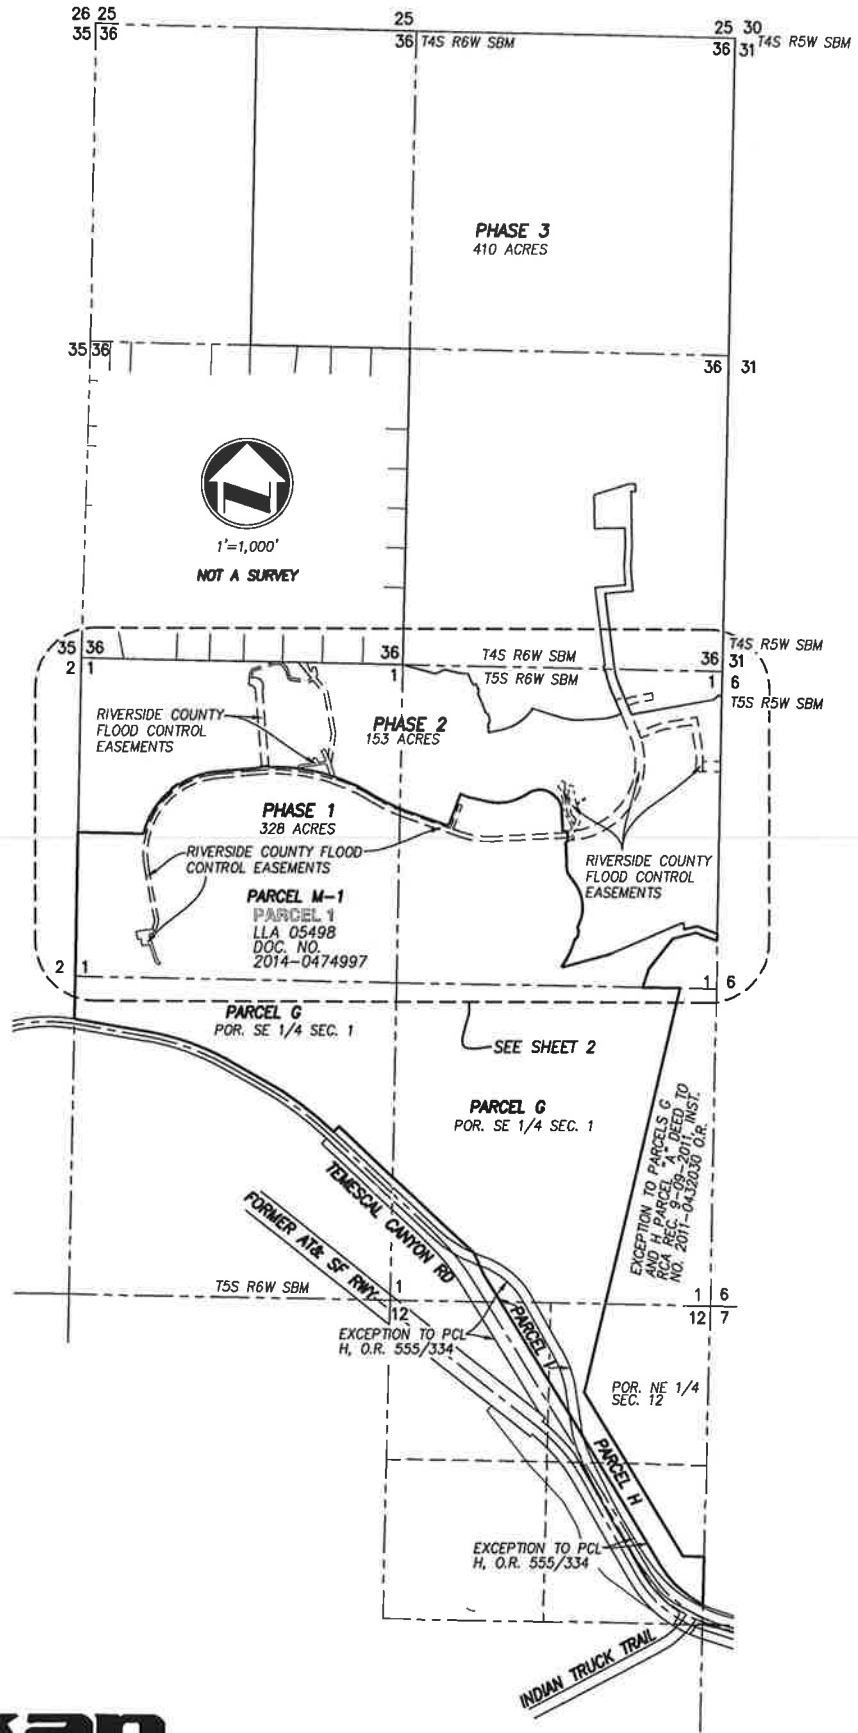 26 25
35 36
25
36 T4S R6W SBM
25 30
36 31 T4S R5W SBM
PHASE 3
410 ACRES
35 36
36 31
1'=1,000'
NOT A SURVEY
35 36
2 1
36
1
T4S R6W SBM
T5S R6W SBM
36 31
1 6
T4S R5W SBM
T5S R5W SBM
RIVERSIDE COUNTY
FLOOD CONTROL
EASEMENTS
PHASE 2
153 ACRES
PHASE 1
328 ACRES
RIVERSIDE COUNTY FLOOD
CONTROL EASEMENTS
RIVERSIDE COUNTY
FLOOD CONTROL
EASEMENTS
PARCEL M-1
PARCEL 1
LLA 05498
DOC. NO.
2014-0474997
2 1
1 6
PARCEL G
POR. SE 1/4 SEC. 1
SEE SHEET 2
PARCEL G
POR. SE 1/4 SEC. 1
EXCEPTION TO PARCELS G
AND H PARCEL "A" DEED TO
RCA REC. 9-09-2011, INST.
NO. 2011-0432030 O.R.
TEMESCAL CANYON RD
FORMER AT& SF RWY
T5S R6W SBM
1
12
1 6
12 7
EXCEPTION TO PCL
H, O.R. 555/334
PARCEL I
POR. NE 1/4
SEC. 12
PARCEL H
EXCEPTION TO PCL
H, O.R. 555/334
INDIAN TRUCK TRAIL